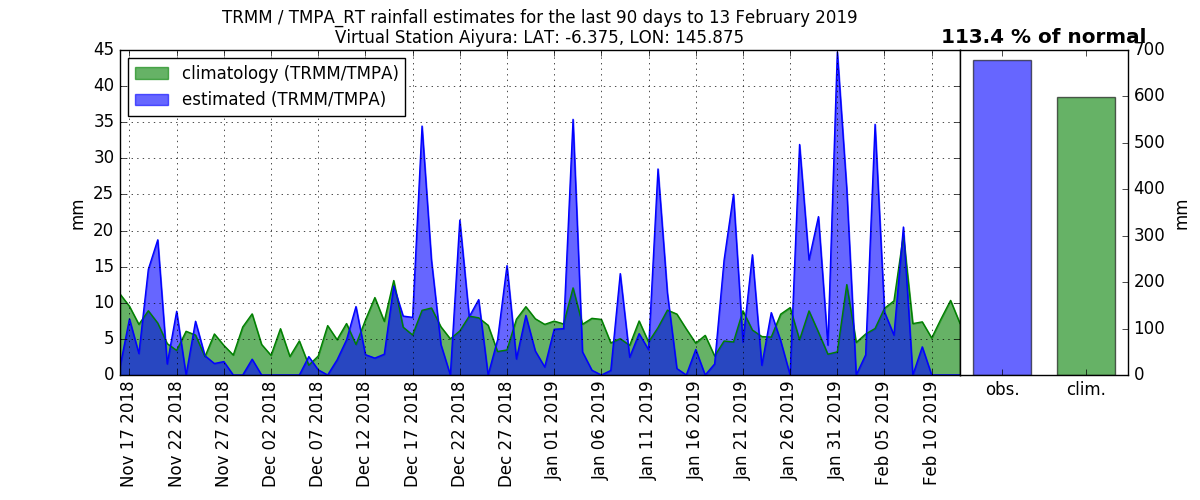 TRMM / TMPA_RT rainfall estimates for the last 90 days to 13 February 2019
Virtual Station Aiyura: LAT: -6.375, LON: 145.875
113.4 % of normal
climatology (TRMM/TMPA)
estimated (TRMM/TMPA)
45
40
35
30
25
20
15
10
5
0
mm
Nov 17 2018
Nov 22 2018
Nov 27 2018
Dec 02 2018
Dec 07 2018
Dec 12 2018
Dec 17 2018
Dec 22 2018
Dec 27 2018
Jan 01 2019
Jan 06 2019
Jan 11 2019
Jan 16 2019
Jan 21 2019
Jan 26 2019
Jan 31 2019
Feb 05 2019
Feb 10 2019
obs.
clim.
700
600
500
400
300
200
100
0
mm